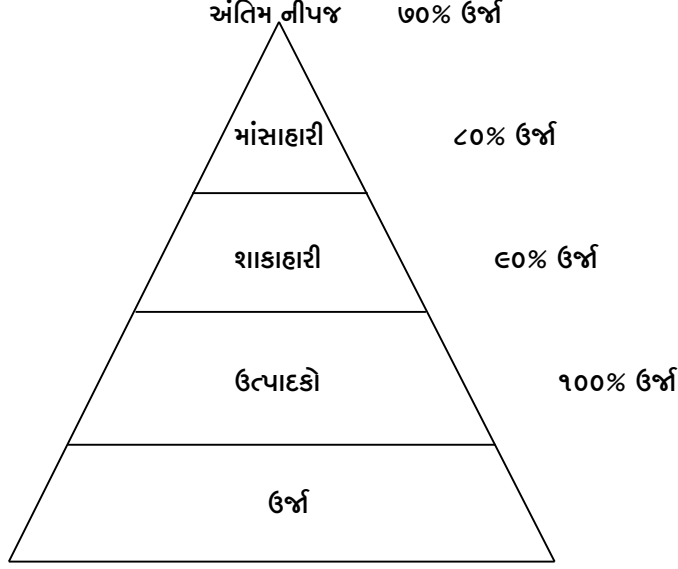 અંતિમ નીપજ ૭૦% ઉર્જા
માંસાહારી ૮૦% ઉર્જા
શાકાહારી ૯૦% ઉર્જા
ઉત્પાદકો ૧૦૦% ઉર્જા
ઉર્જા